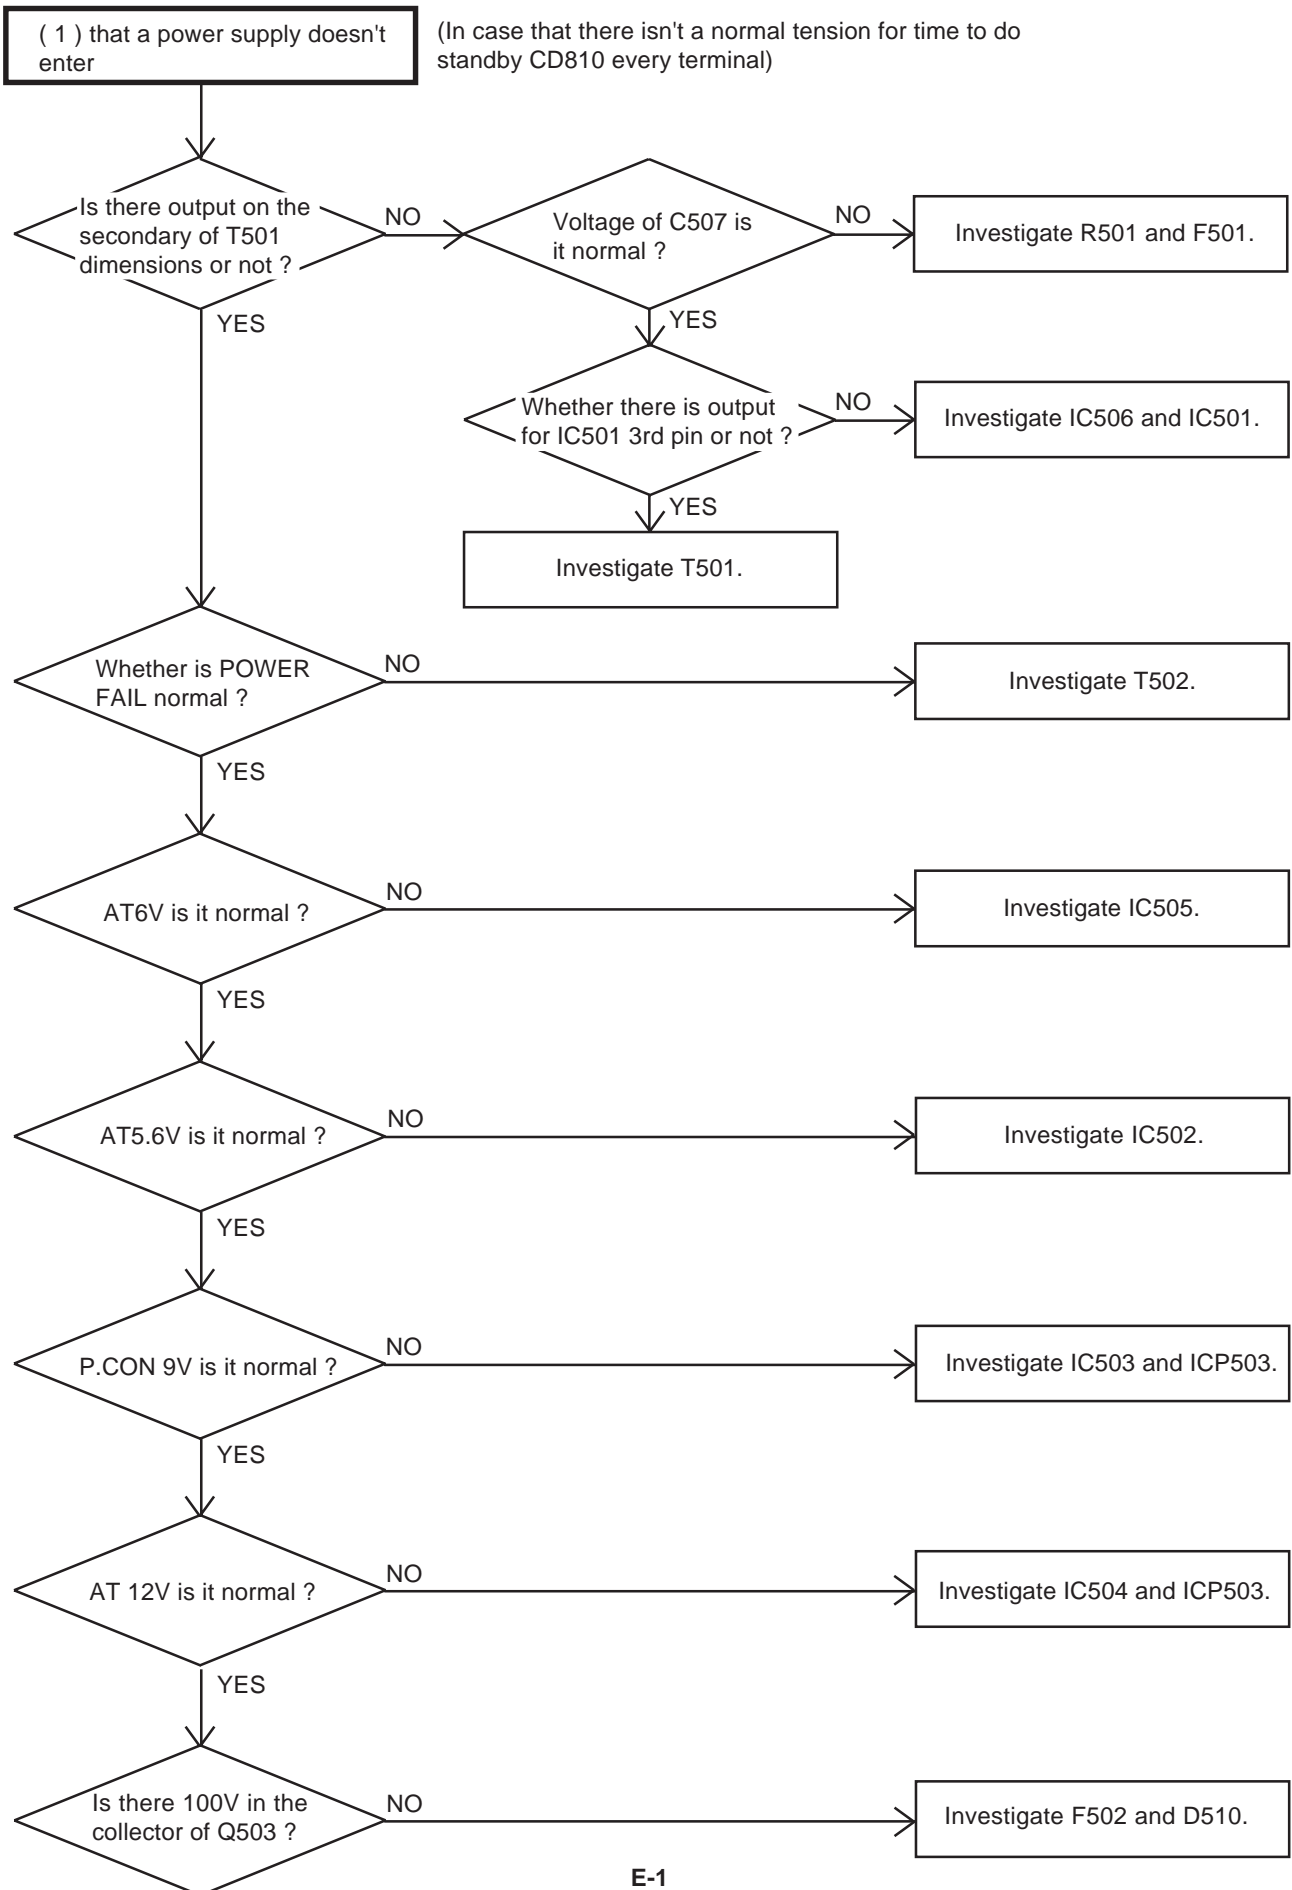 ( 1 ) that a power supply doesn't
enter
(In case that there isn't a normal tension for time to do
standby CD810 every terminal)
Is there output on the
secondary of T501
dimensions or not ?
NO
Voltage of C507 is
it normal ?
NO
Investigate R501 and F501.
YES
YES
Whether there is output
for IC501 3rd pin or not ?
NO
Investigate IC506 and IC501.
YES
Investigate T501.
Whether is POWER
FAIL normal ?
NO
Investigate T502.
YES
AT6V is it normal ?
NO
Investigate IC505.
YES
AT5.6V is it normal ?
NO
Investigate IC502.
YES
P.CON 9V is it normal ?
NO
Investigate IC503 and ICP503.
YES
AT 12V is it normal ?
NO
Investigate IC504 and ICP503.
YES
Is there 100V in the
collector of Q503 ?
NO
Investigate F502 and D510.
E-1